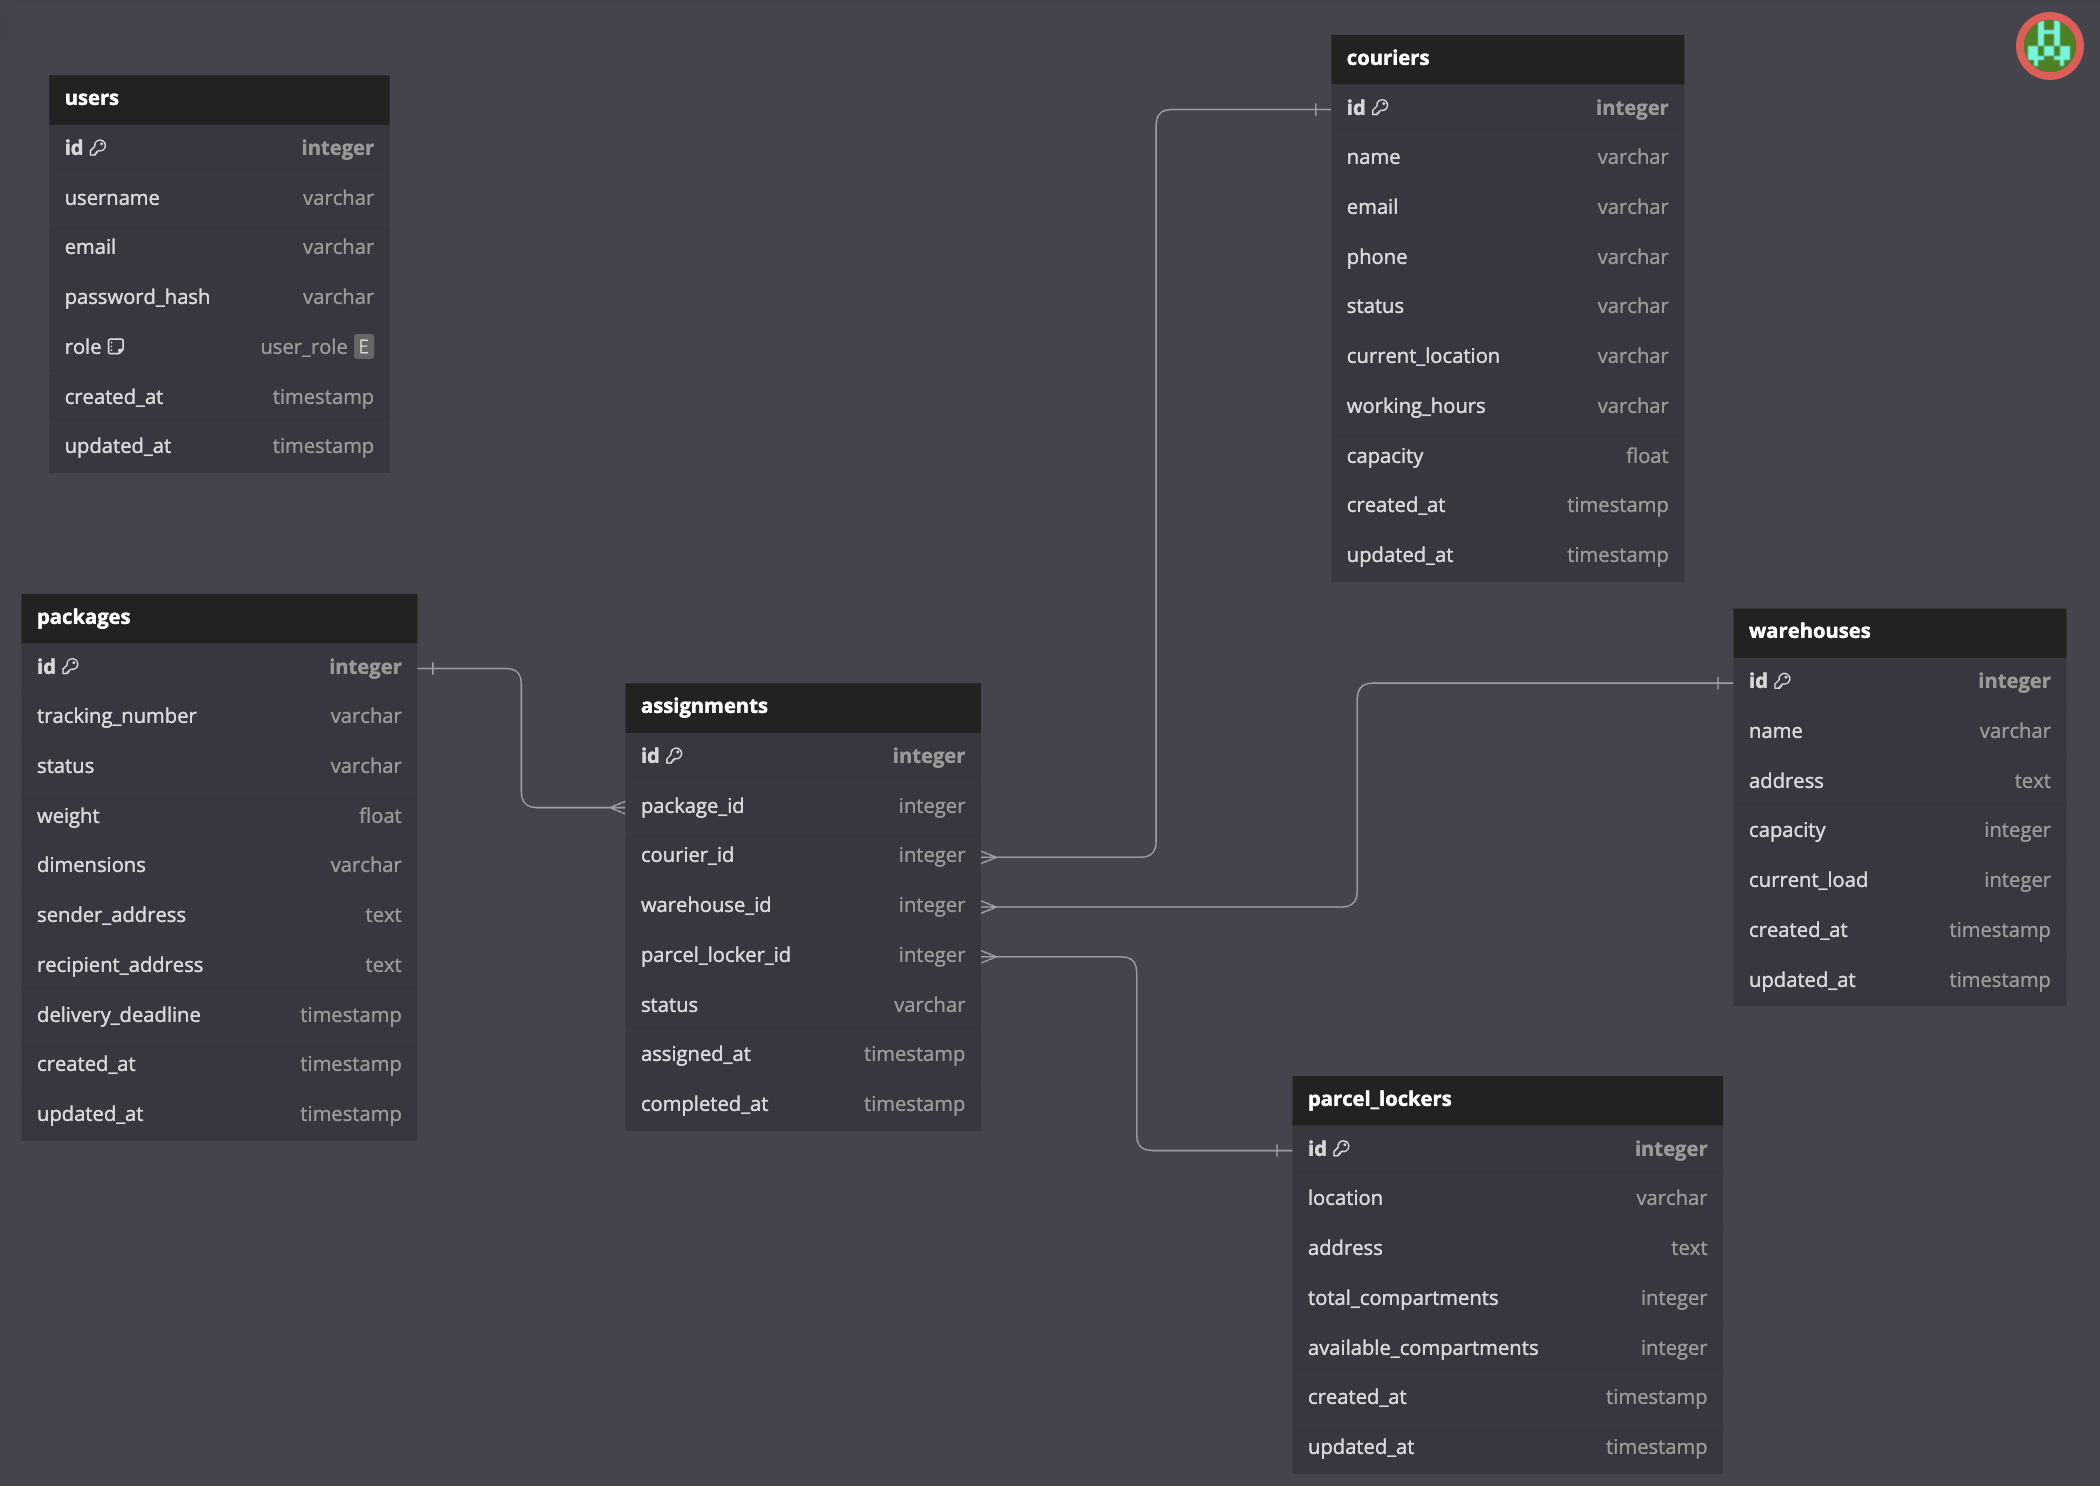 users
id integer
username varchar
email varchar
password_hash varchar
role user_role E
created_at timestamp
updated_at timestamp
packages
id integer
tracking_number varchar
status varchar
weight float
dimensions varchar
sender_address text
recipient_address text
delivery_deadline timestamp
created_at timestamp
updated_at timestamp
assignments
id integer
package_id integer
courier_id integer
warehouse_id integer
parcel_locker_id integer
status varchar
assigned_at timestamp
completed_at timestamp
couriers
id integer
name varchar
email varchar
phone varchar
status varchar
current_location varchar
working_hours varchar
capacity float
created_at timestamp
updated_at timestamp
warehouses
id integer
name varchar
address text
capacity integer
current_load integer
created_at timestamp
updated_at timestamp
parcel_lockers
id integer
location varchar
address text
total_compartments integer
available_compartments integer
created_at timestamp
updated_at timestamp